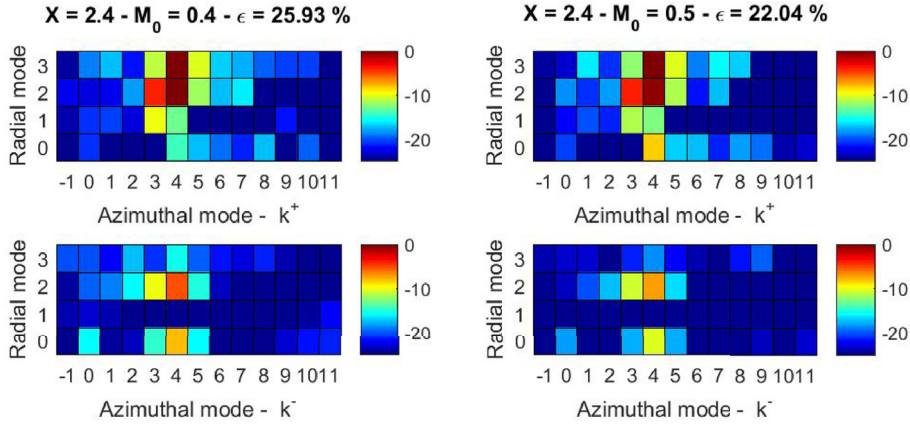 X = 2.4 - M0 = 0.4 - ϵ = 25.93 %
X = 2.4 - M0 = 0.5 - ϵ = 22.04 %
Radial mode
3
2
1
0
-1 0 1 2 3 4 5 6 7 8 9 10 11
Azimuthal mode - k+
0
-10
-20
Radial mode
3
2
1
0
-1 0 1 2 3 4 5 6 7 8 9 10 11
Azimuthal mode - k+
0
-10
-20
Radial mode
3
2
1
0
-1 0 1 2 3 4 5 6 7 8 9 10 11
Azimuthal mode - k-
0
-10
-20
Radial mode
3
2
1
0
-1 0 1 2 3 4 5 6 7 8 9 10 11
Azimuthal mode - k-
0
-10
-20